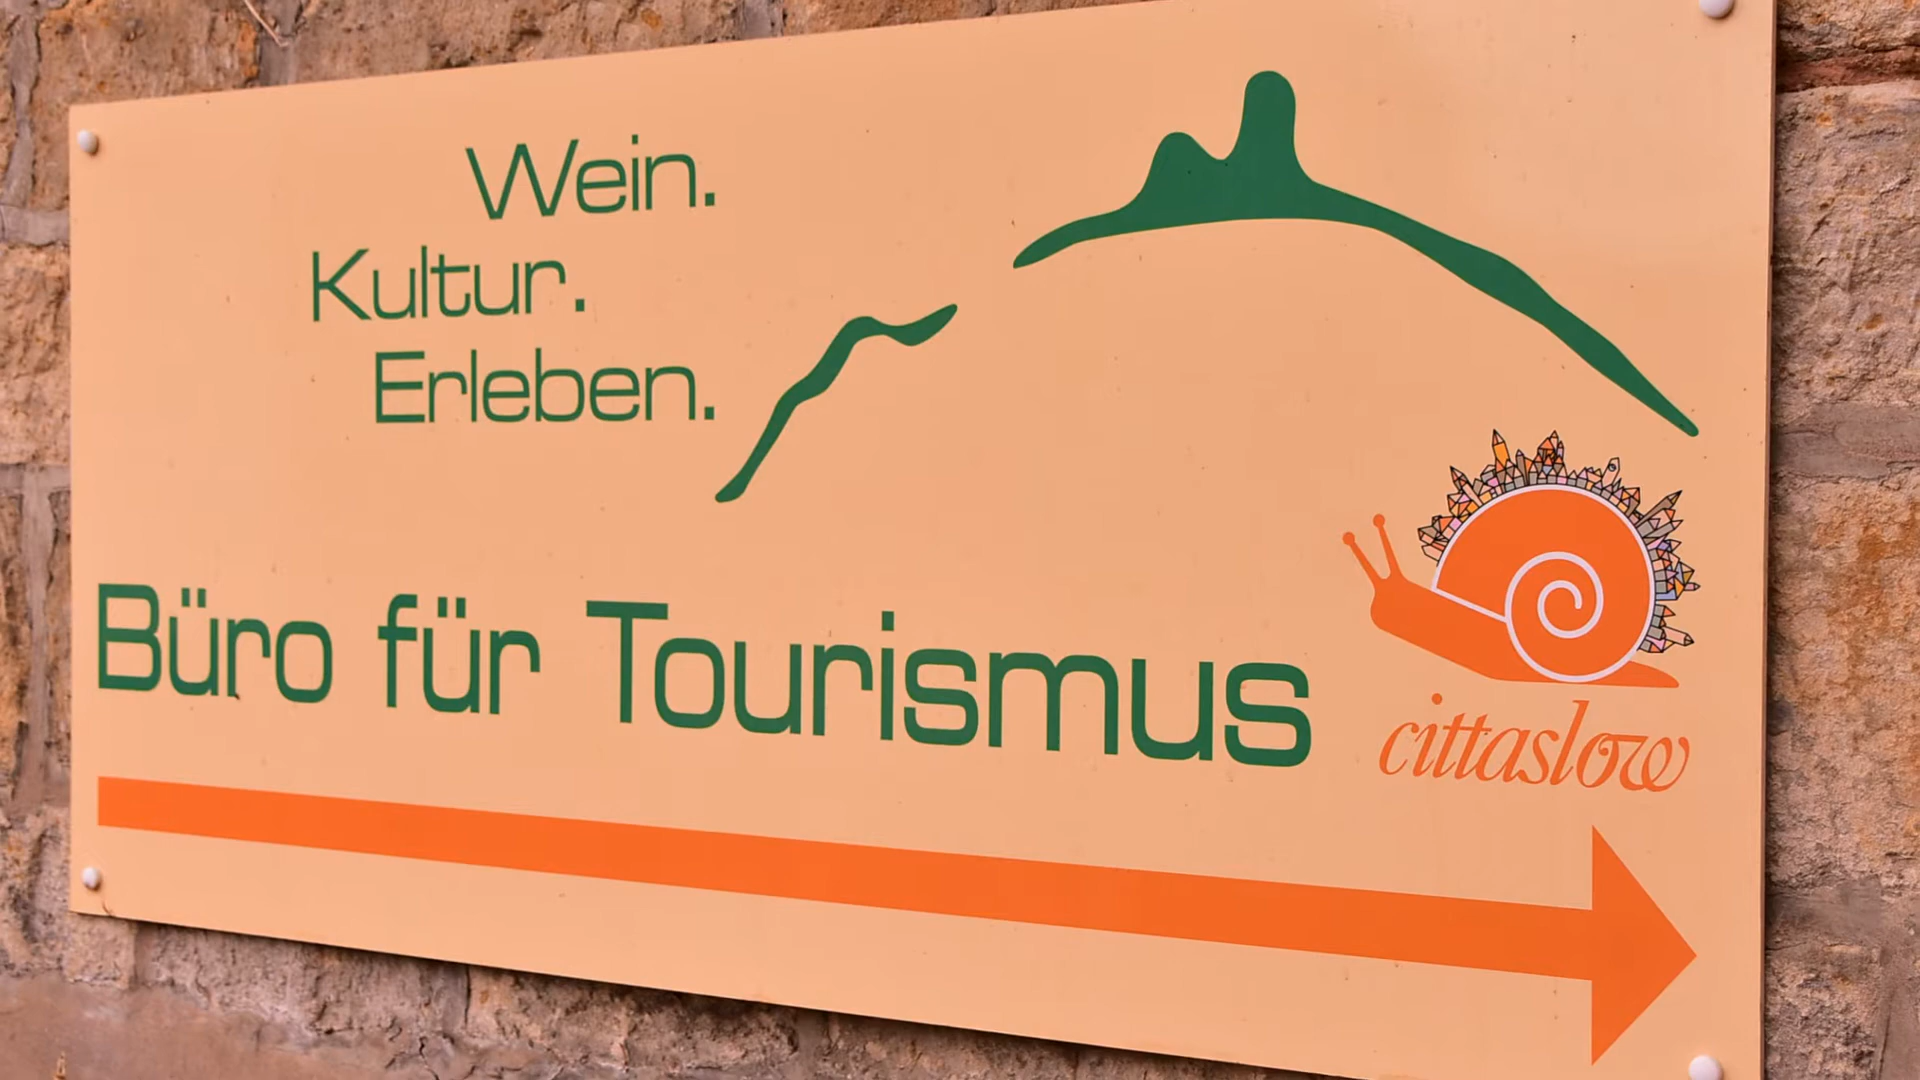 Wein.
Kultur.
Erleben.
Büro für Tourismus
cittaslow